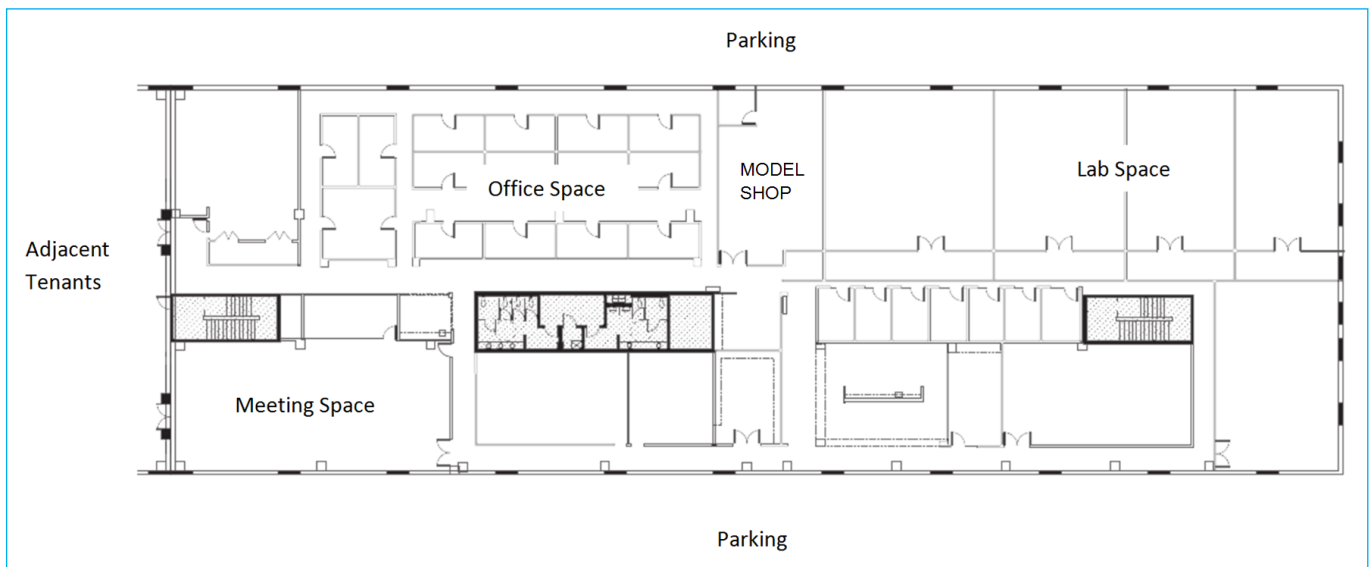 Parking
MODEL
SHOP
Lab Space
Office Space
Adjacent
Tenants
Meeting Space
Parking